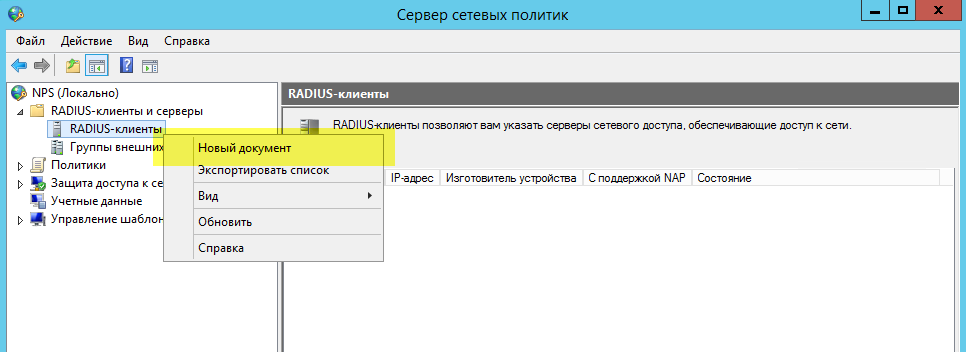 Сервер сетевых политик
Файл Действие Вид Справка
NPS (Локально)
RADIUS-клиенты и серверы
RADIUS-клиенты
Группы внешних
Политики
Защита доступа к се
Учетные данные
Управление шаблон
Новый документ
Экспортировать список
Вид
Обновить
Справка
RADIUS-клиенты
RADIUS-клиенты позволяют вам указать серверы сетевого доступа, обеспечивающие доступ к сети.
IP-адрес Изготовитель устройства С поддержкой NAP Состояние